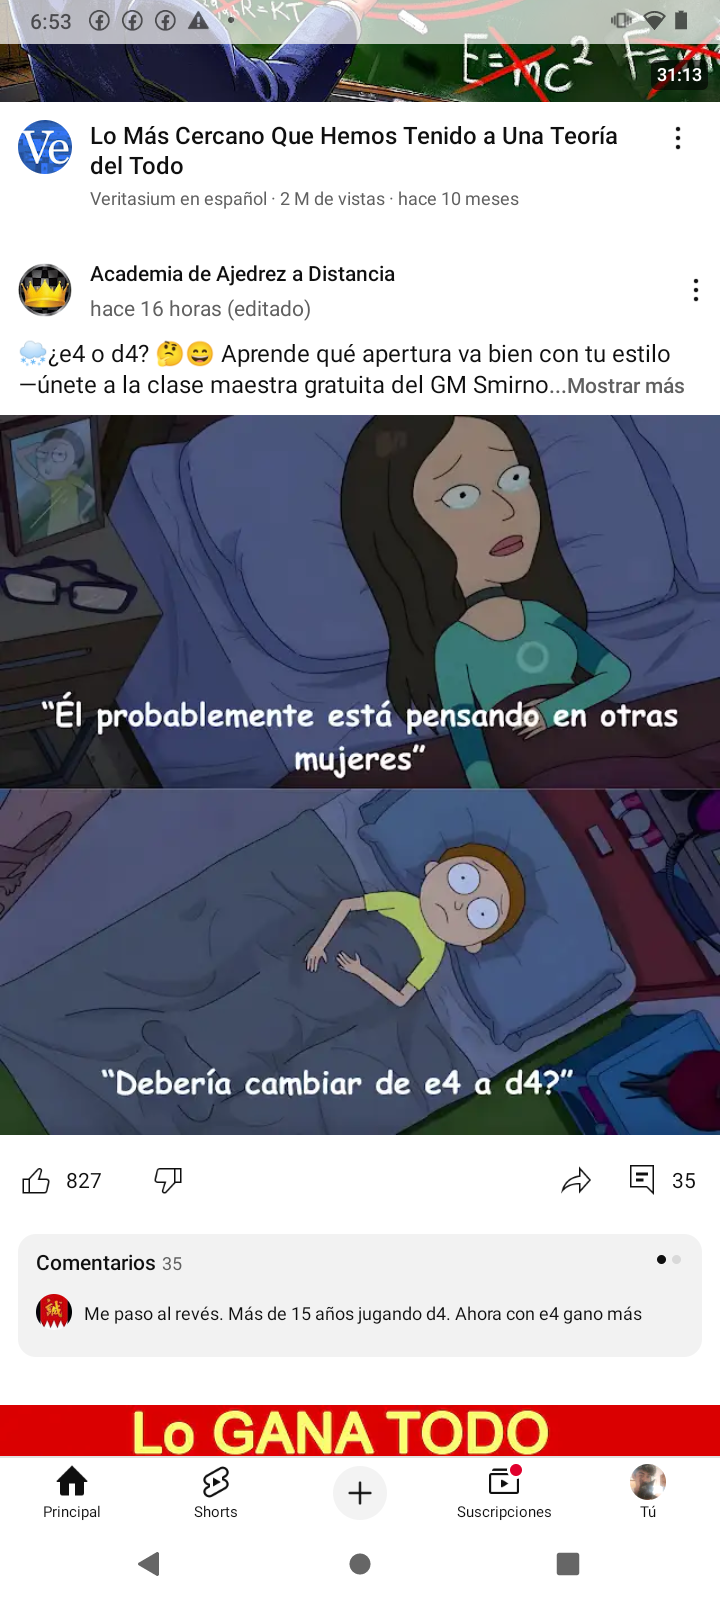 6:53
R=KT
E=mc²
31:13
Ve
Lo Más Cercano Que Hemos Tenido a Una Teoría
del Todo
Veritasium en español · 2 M de vistas · hace 10 meses
Academia de Ajedrez a Distancia
hace 16 horas (editado)
🌨️¿e4 o d4? 🤔😄 Aprende qué apertura va bien con tu estilo
—únete a la clase maestra gratuita del GM Smirno...Mostrar más
“Él probablemente está pensando en otras
mujeres”
“Debería cambiar de e4 a d4?”
827
35
Comentarios 35
Me paso al revés. Más de 15 años jugando d4. Ahora con e4 gano más
Lo GANA TODO
Principal
Shorts
Suscripciones
Tú